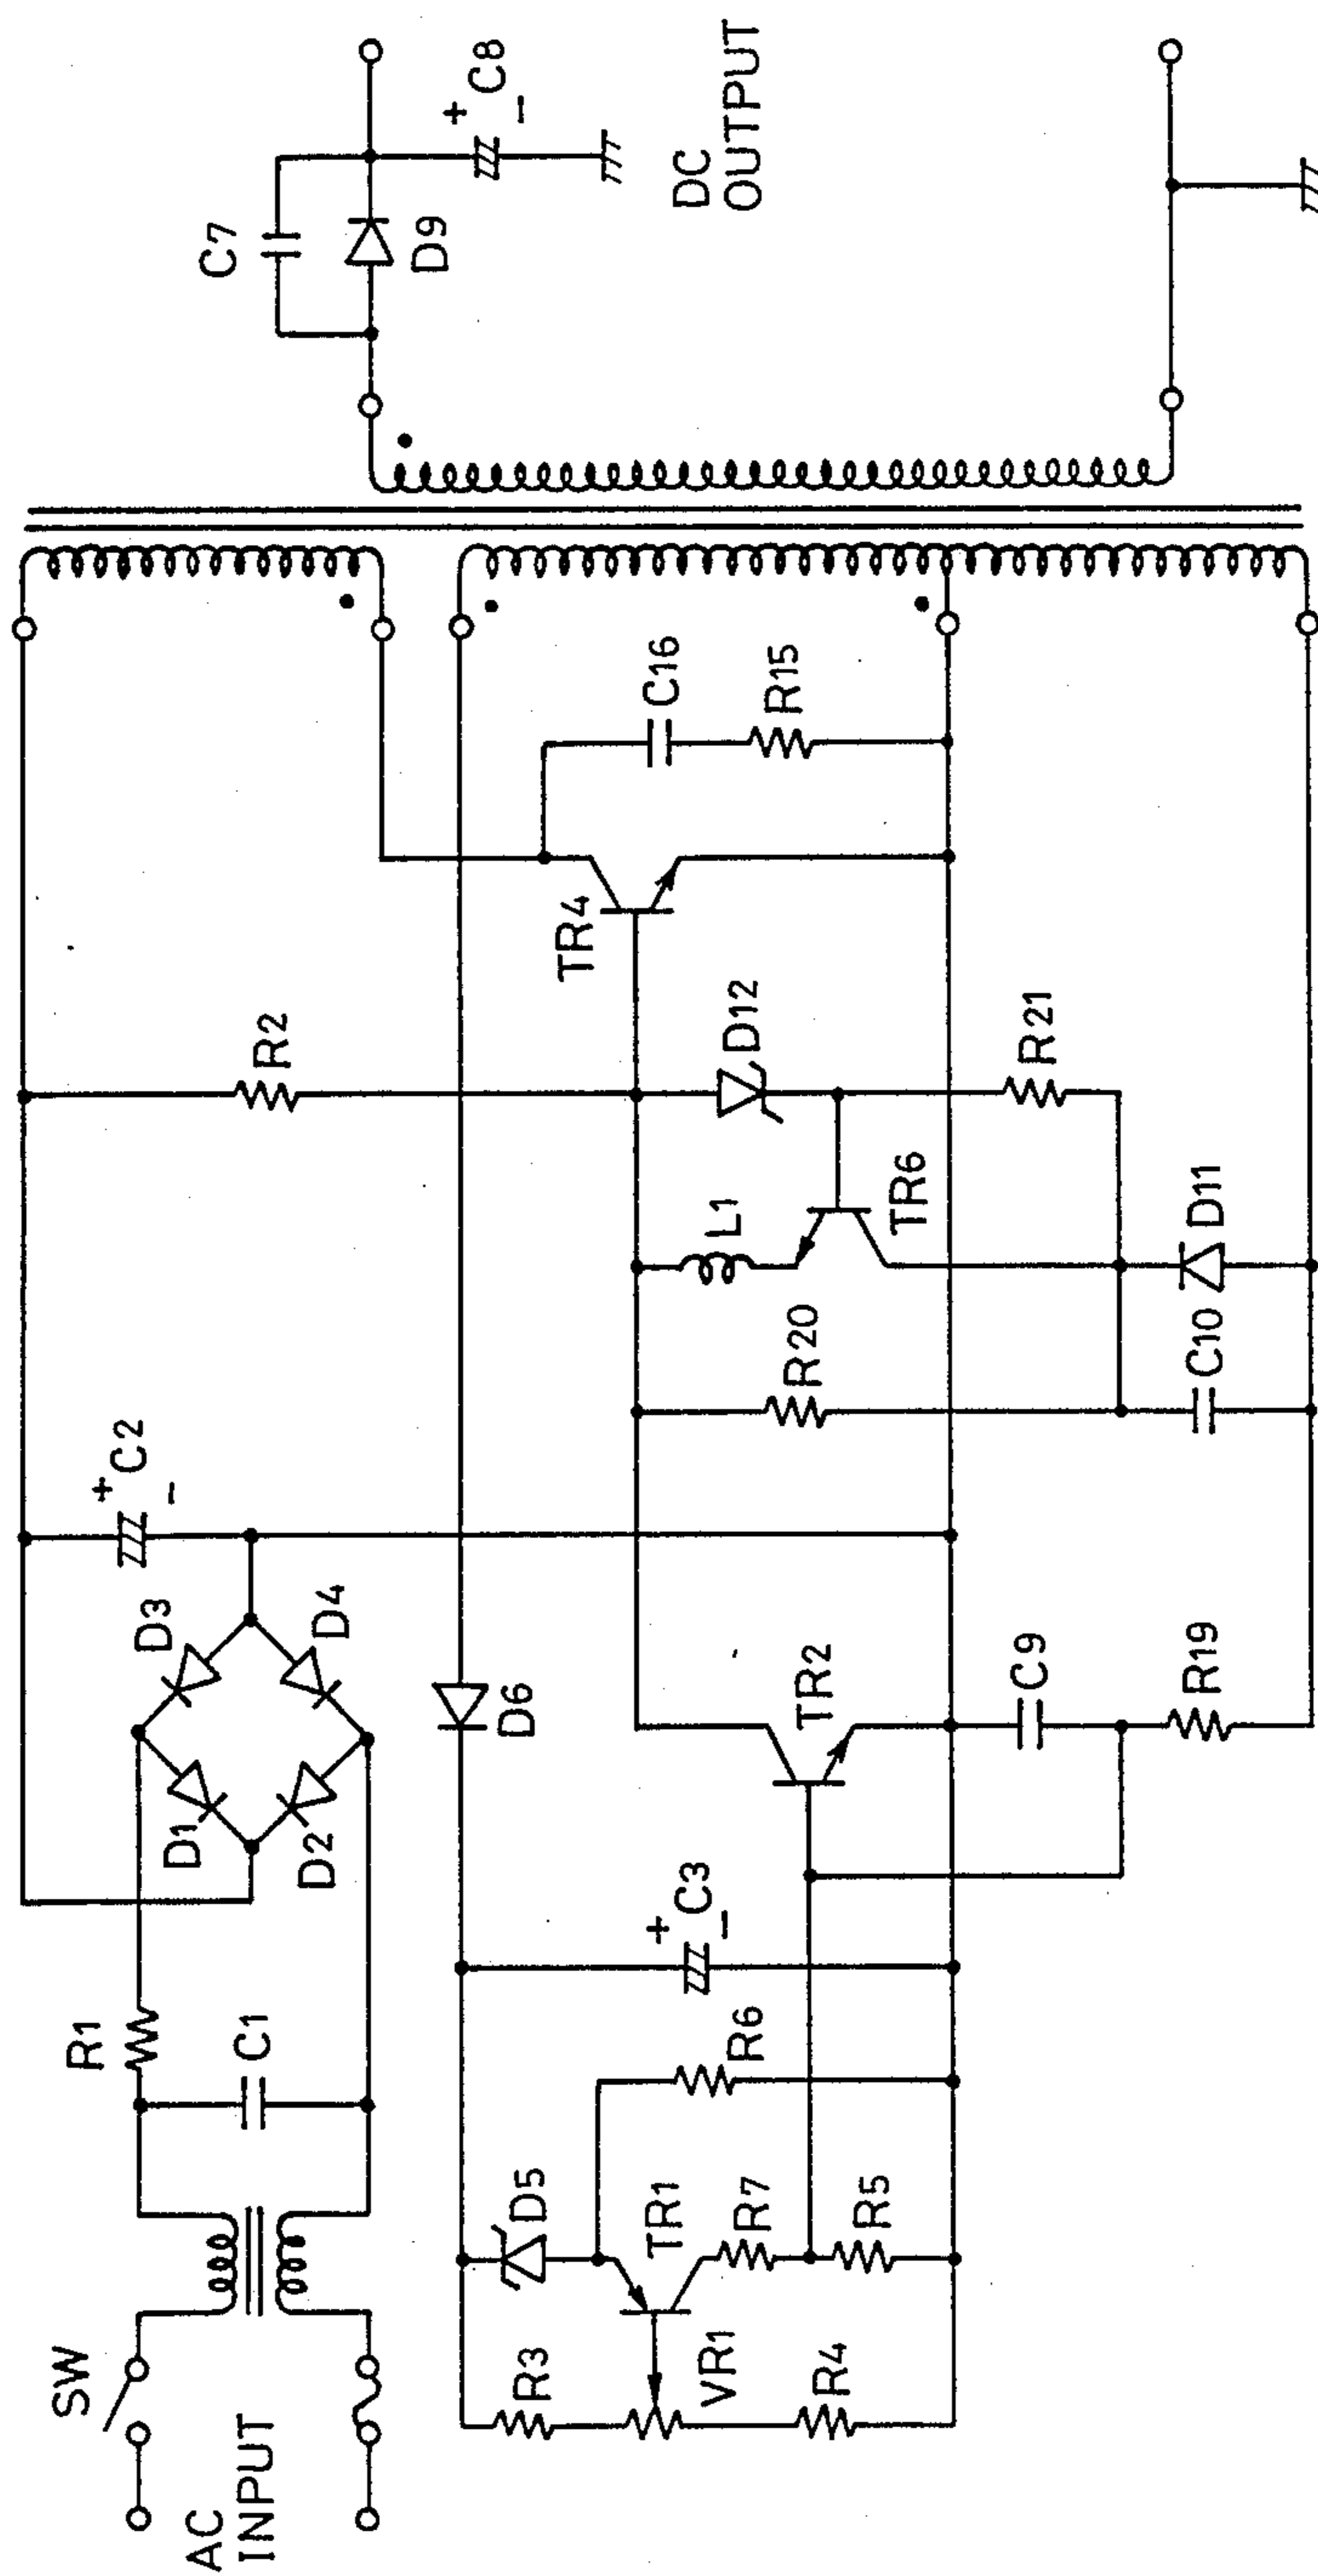 AC
INPUT
SW
R1
C1
D1
D2
D3
D4
+
C2
−
R2
C7
D9
+
C8
−
DC
OUTPUT
D6
R3
VR1
R4
D5
TR1
R7
R5
R6
+
C3
−
TR2
C9
R19
R20
L1
TR6
C10
D11
D12
R21
TR4
C16
R15